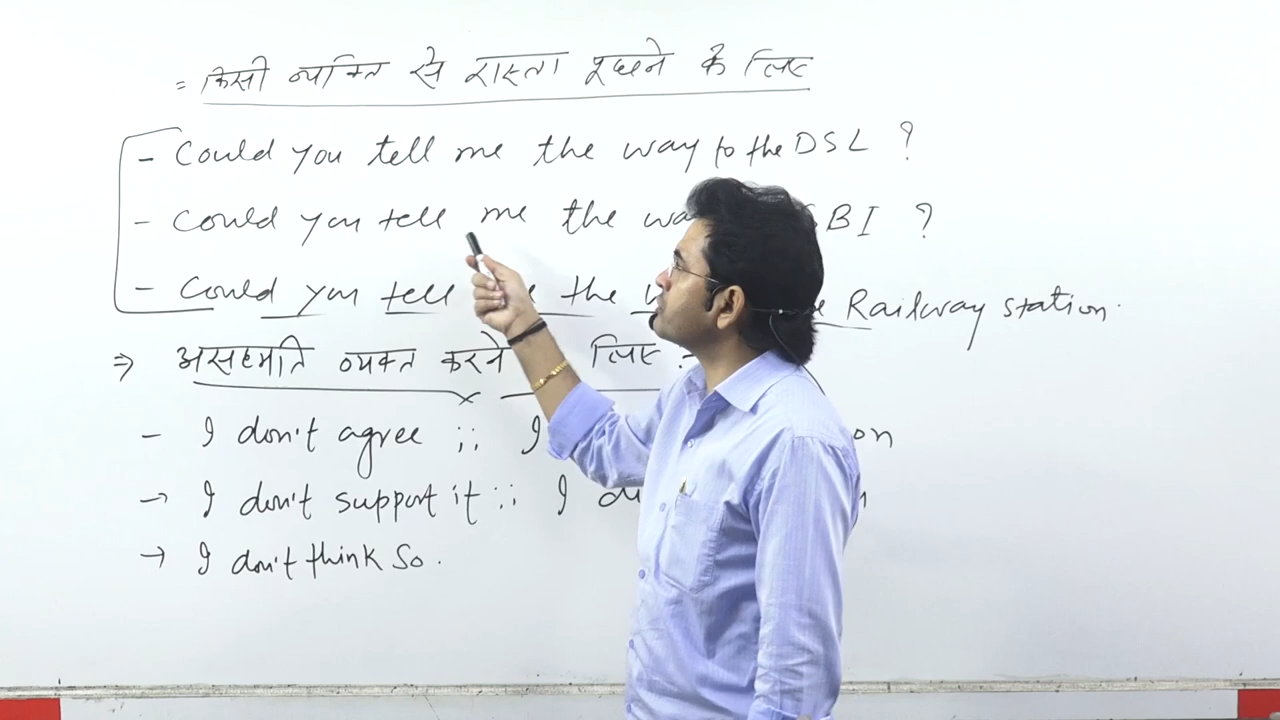 = किसी व्यक्ति से रास्ता पूछने के लिए
- Could you tell me the way to the DSL ?
- Could you tell me the wa BI ?
- Could you tell the Railway station.
⇒ असहमति व्यक्त करने लिए :
- I don't agree ;; I on
→ I don't support it ;; I di
→ I don't think So.